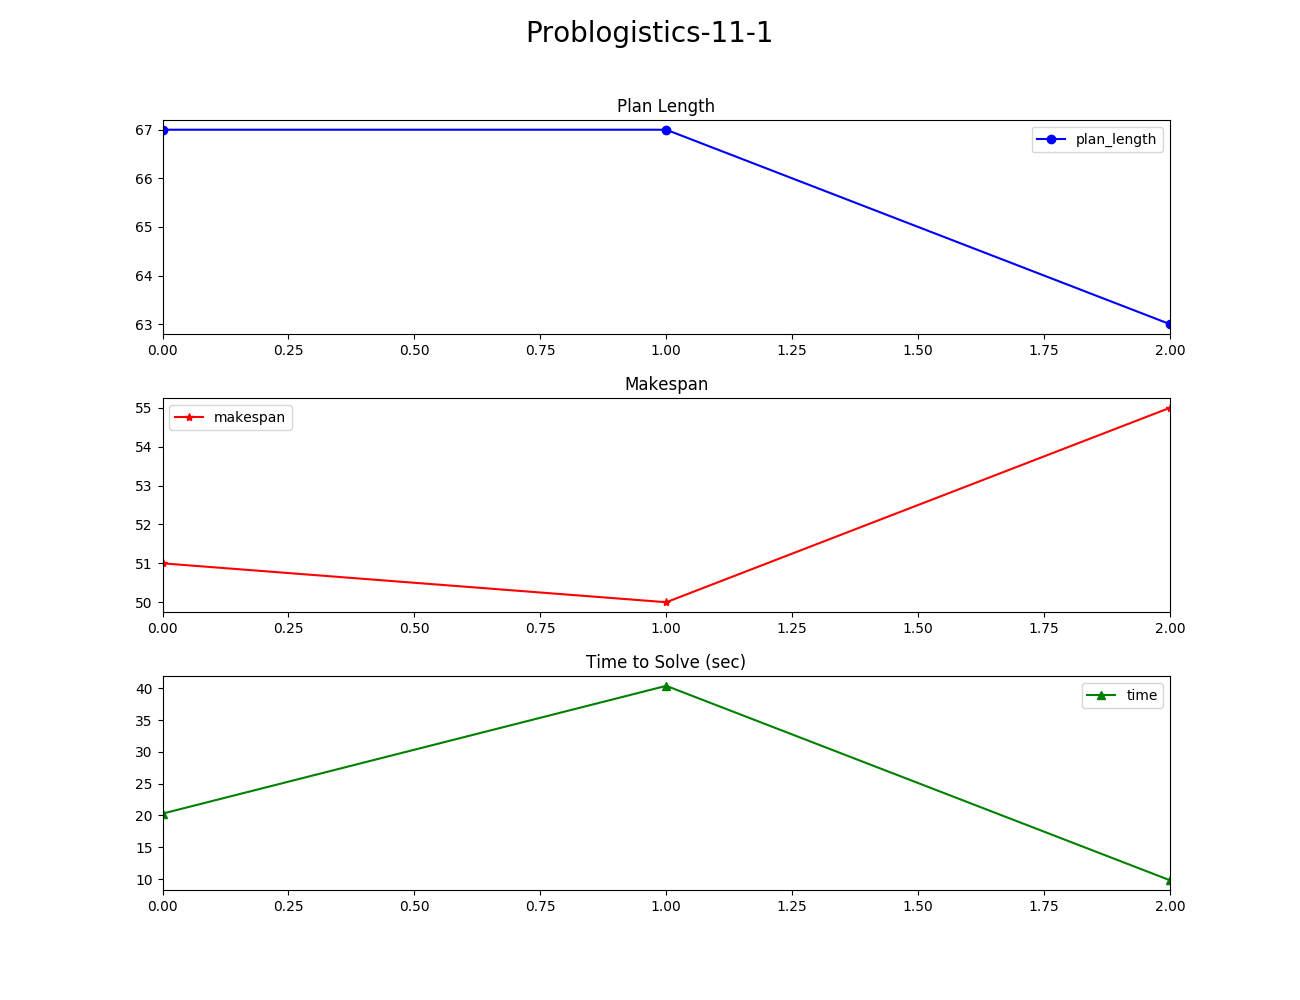 Problogistics-11-1
Plan Length
67
66
65
64
63
plan_length
0.00 0.25 0.50 0.75 1.00 1.25 1.50 1.75 2.00
Makespan
55
54
53
52
51
50
makespan
0.00 0.25 0.50 0.75 1.00 1.25 1.50 1.75 2.00
Time to Solve (sec)
40
35
30
25
20
15
10
time
0.00 0.25 0.50 0.75 1.00 1.25 1.50 1.75 2.00